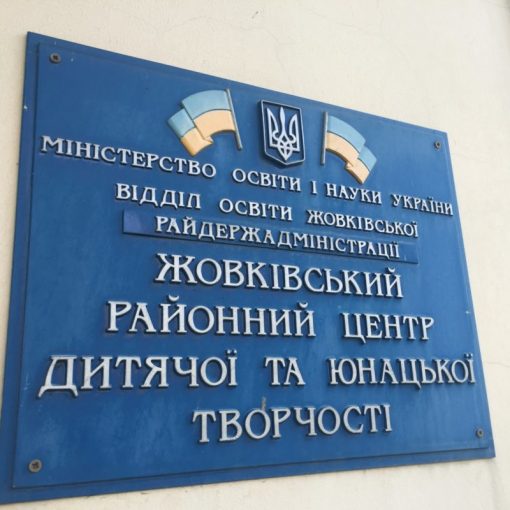 МІНІСТЕРСТВО ОСВІТИ І НАУКИ УКРАЇНИ
ВІДДІЛ ОСВІТИ ЖОВКІВСЬКОЇ
РАЙДЕРЖАДМІНІСТРАЦІЇ
ЖОВКІВСЬКИЙ
РАЙОННИЙ ЦЕНТР
ДИТЯЧОЇ ТА ЮНАЦЬКОЇ
ТВОРЧОСТІ